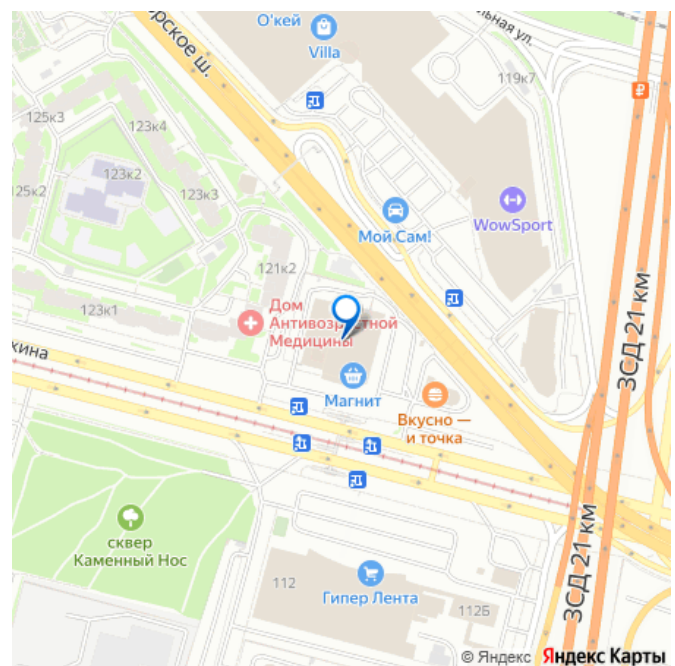 О'кей
Villa
орское ш.
льная ул.
119к7
125к3
123к4
123к2
125к2
123к3
WowSport
Мой Сам!
121к2
123к1
Дом
Антивозрастной
Медицины
кина
Магнит
Вкусно —
и точка
ЗСД 21 км
сквер
Каменный Нос
ЗСД 21 км
112
Гипер Лента
112Б
© Яндекс Яндекс Карты